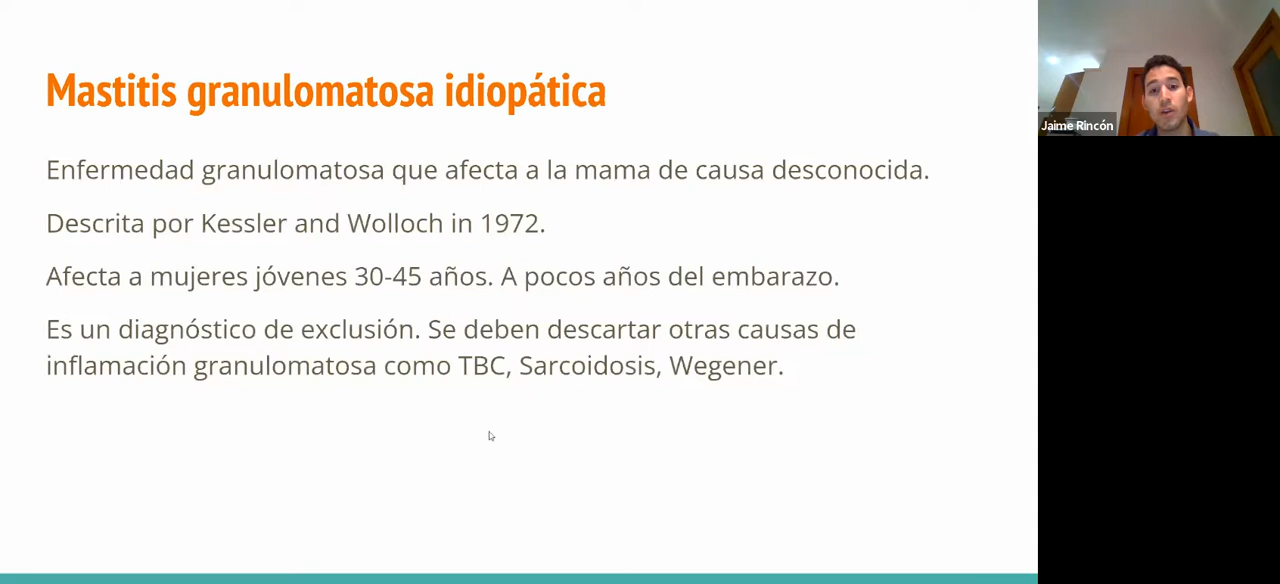 Mastitis granulomatosa idiopática
Enfermedad granulomatosa que afecta a la mama de causa desconocida.
Descrita por Kessler and Wolloch in 1972.
Afecta a mujeres jóvenes 30-45 años. A pocos años del embarazo.
Es un diagnóstico de exclusión. Se deben descartar otras causas de
inflamación granulomatosa como TBC, Sarcoidosis, Wegener.
Jaime Rincón